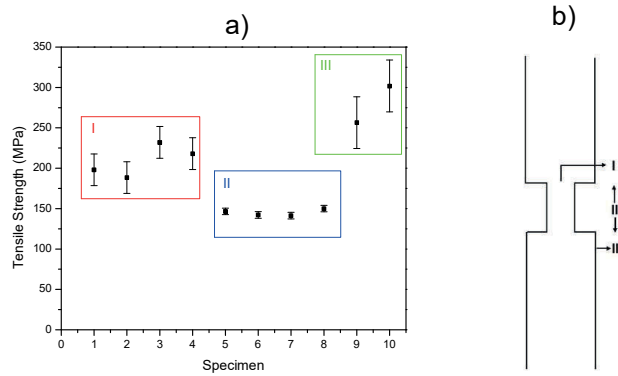 a)
b)
350
300
250
200
150
100
50
0
Tensile Strength (MPa)
I
II
III
0 1 2 3 4 5 6 7 8 9 10
Specimen
I
II
II